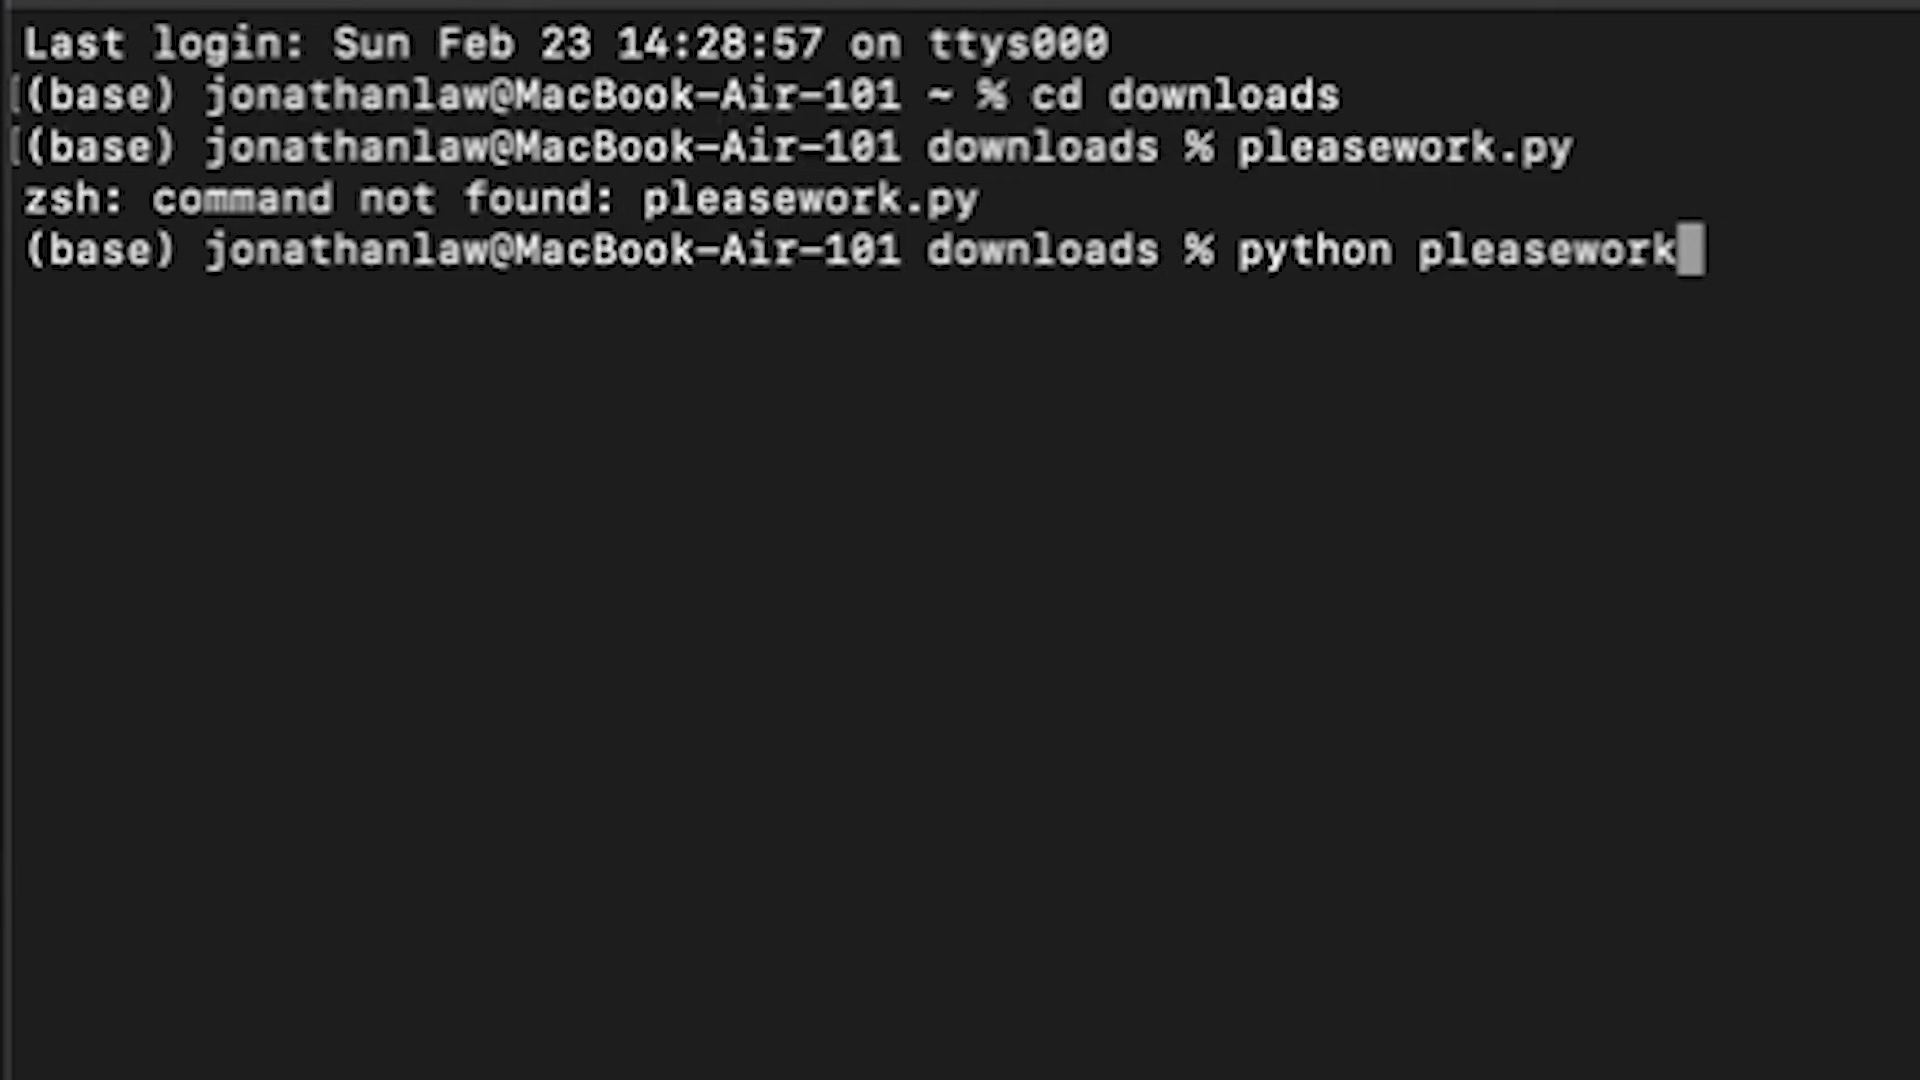 Last login: Sun Feb 23 14:28:57 on ttys000
(base) jonathanlaw@MacBook-Air-101 ~ % cd downloads
(base) jonathanlaw@MacBook-Air-101 downloads % pleasework.py
zsh: command not found: pleasework.py
(base) jonathanlaw@MacBook-Air-101 downloads % python pleasework